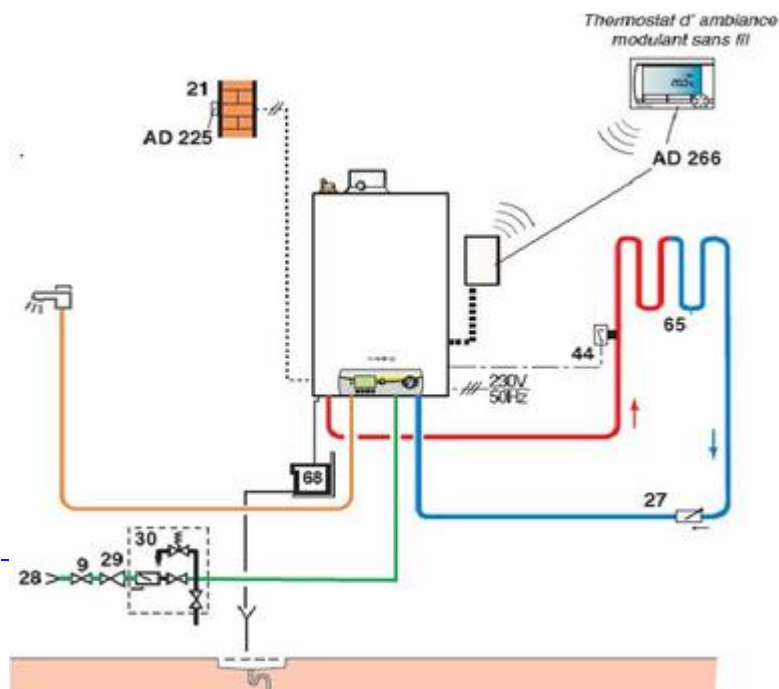 Thermostat d' ambiance
modulant sans fil
21
AD 225
AD 266
44
65
230V
50Hz
68
27
30
29
9
28